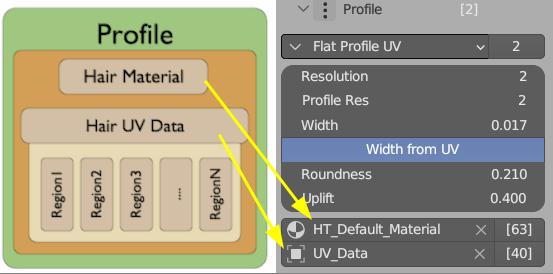 Profile
Hair Material
Hair UV Data
Region1
Region2
Region3
....
RegionN
Profile [2]
Flat Profile UV 2
Resolution 2
Profile Res 2
Width 0.017
Width from UV
Roundness 0.210
Uplift 0.400
HT_Default_Material [63]
UV_Data [40]